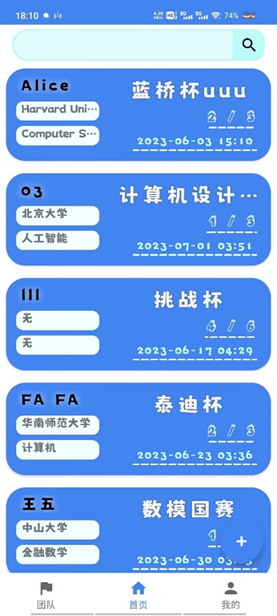 18:10
74%
Alice
蓝桥杯uuu
Harvard Uni…
2 / 3
Computer S…
2023-06-03 15:10
03
计算机设计…
北京大学
1 / 3
人工智能
2023-07-01 03:51
lll
挑战杯
无
4 / 6
无
2023-06-17 04:29
FA FA
泰迪杯
华南师范大学
2 / 3
计算机
2023-06-23 03:36
王五
数模国赛
中山大学
金融数学
2023-06-30 03
团队
首页
我的